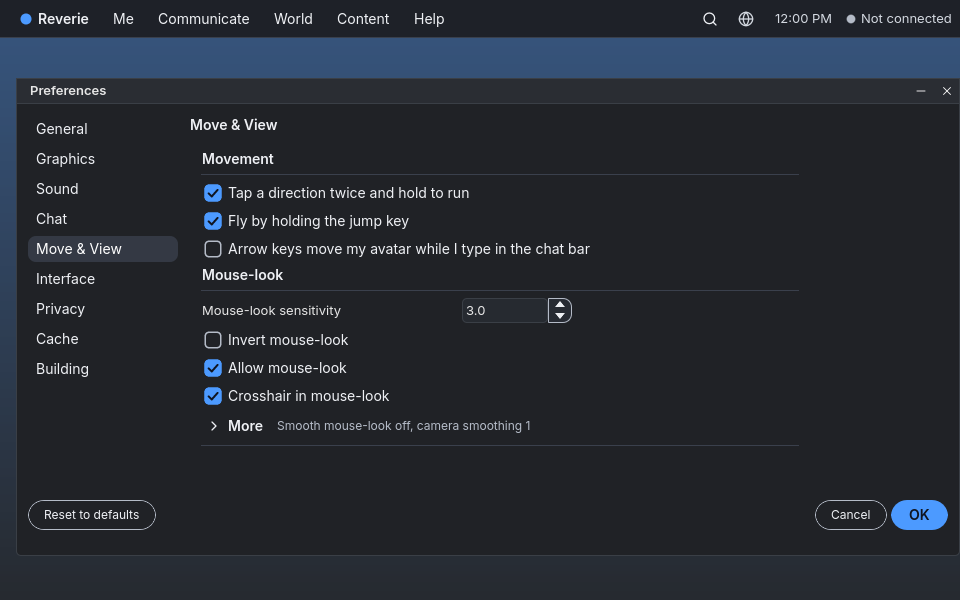 Reverie Me Communicate World Content Help 12:00 PM Not connected
Preferences
General
Graphics
Sound
Chat
Move & View
Interface
Privacy
Cache
Building
Move & View
Movement
Tap a direction twice and hold to run
Fly by holding the jump key
Arrow keys move my avatar while I type in the chat bar
Mouse-look
Mouse-look sensitivity 3.0
Invert mouse-look
Allow mouse-look
Crosshair in mouse-look
More Smooth mouse-look off, camera smoothing 1
Reset to defaults Cancel OK